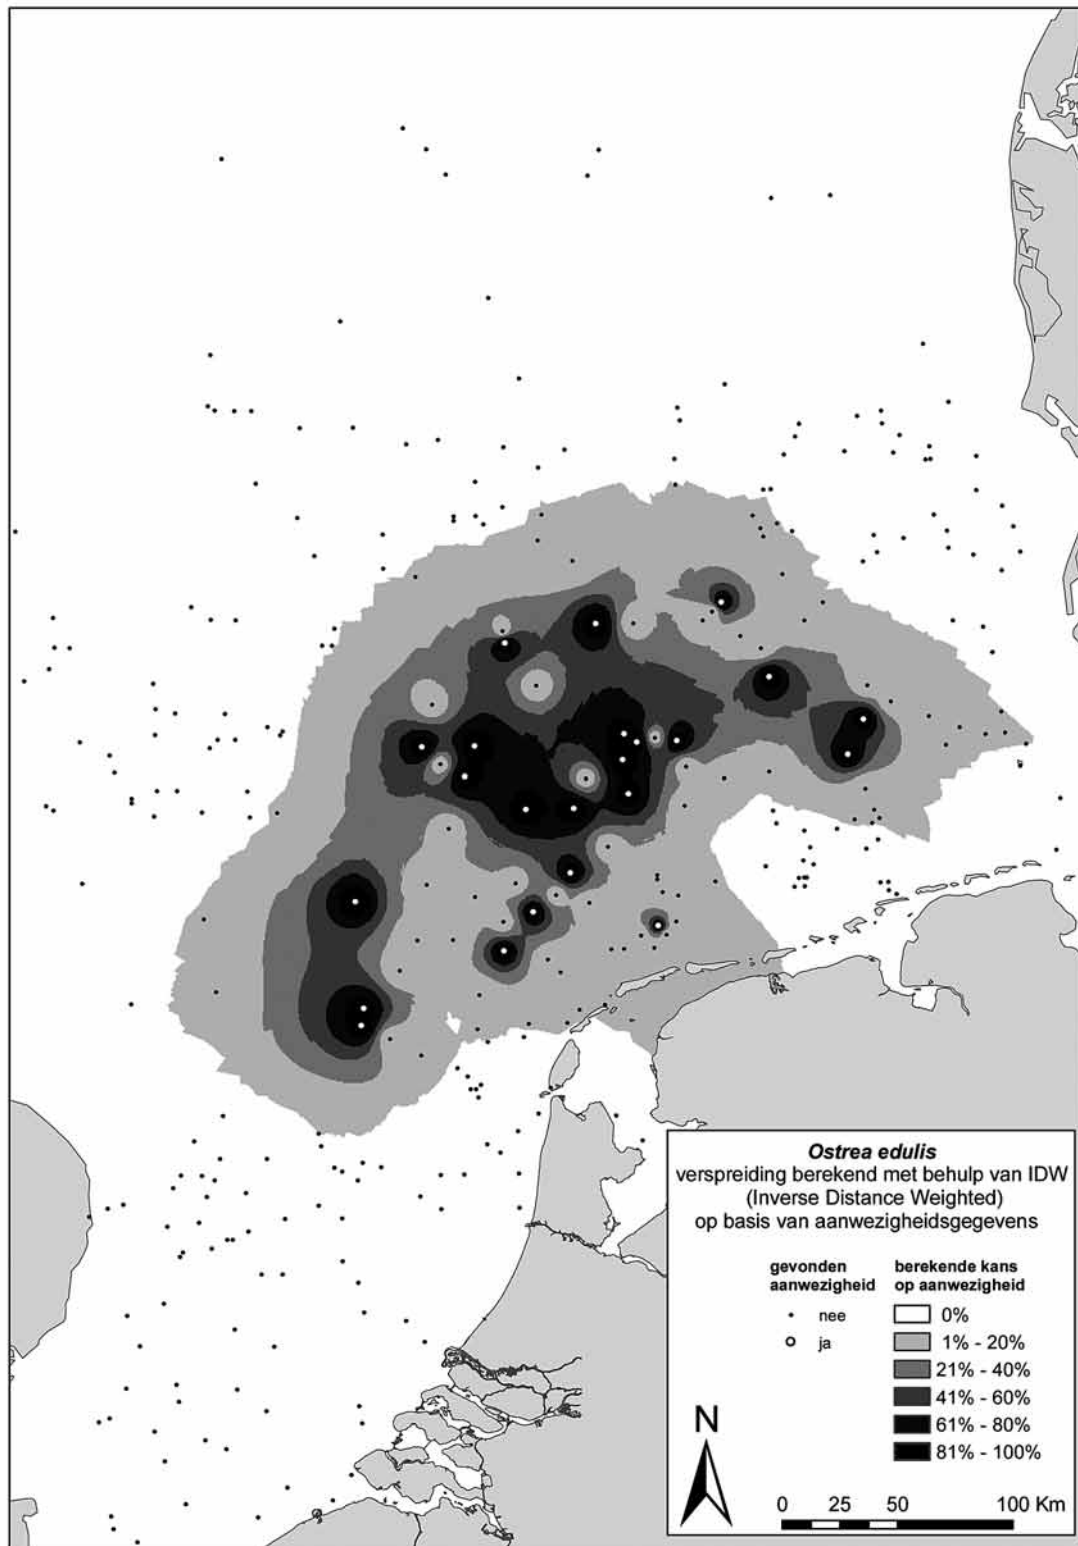 Ostrea edulis
verspreiding berekend met behulp van IDW
(Inverse Distance Weighted)
op basis van aanwezigheidsgegevens
gevonden
aanwezigheid
nee
ja
berekende kans
op aanwezigheid
0%
1% - 20%
21% - 40%
41% - 60%
61% - 80%
81% - 100%
N
0 25 50 100 Km